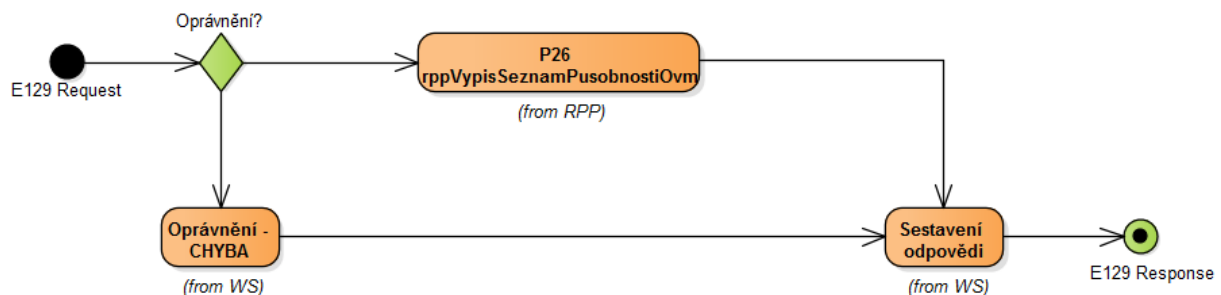 Oprávnění?
E129 Request
P26
rppVypisSeznamPusobnostiOvm
(from RPP)
Oprávnění -
CHYBA
(from WS)
Sestavení
odpovědi
(from WS)
E129 Response